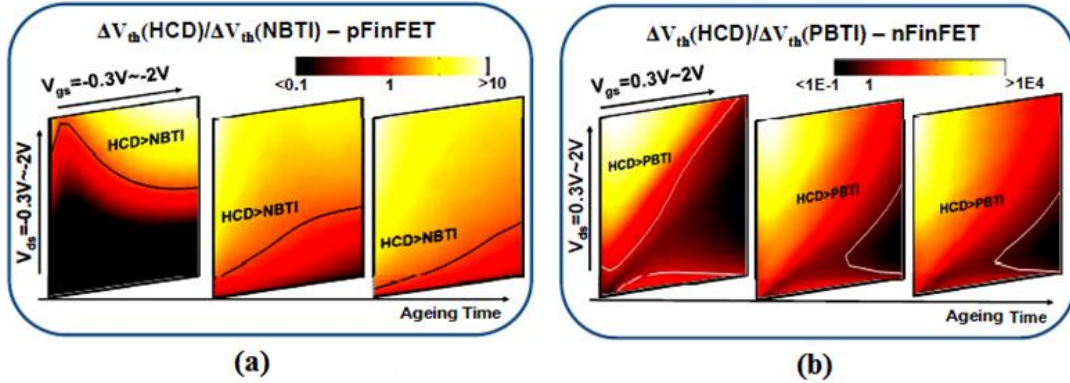 ΔVth(HCD)/ΔVth(NBTI) – pFinFET
Vgs=-0.3V~-2V
<0.1 1 >10
Vds=-0.3V~-2V
HCD>NBTI
HCD>NBTI
HCD>NBTI
Ageing Time
(a)
ΔVth(HCD)/ΔVth(PBTI) – nFinFET
Vgs=0.3V~2V
<1E-1 1 >1E4
Vds=0.3V~2V
HCD>PBTI
HCD>PBTI
HCD>PBTI
Ageing Time
(b)